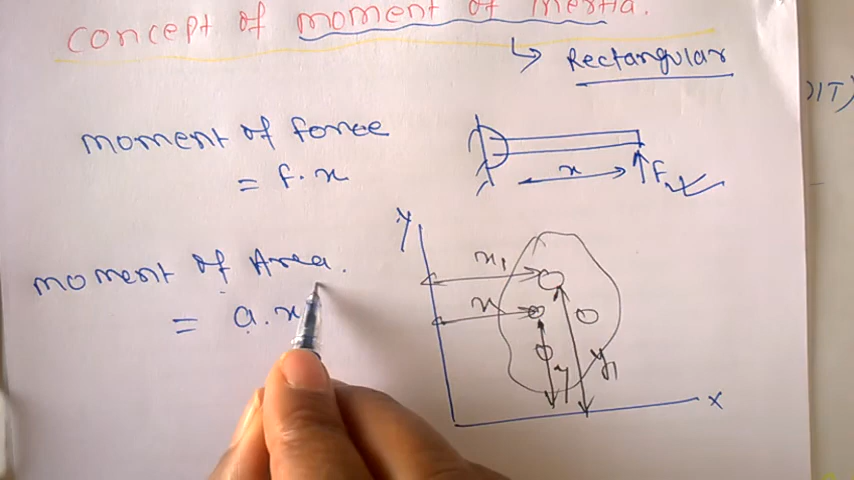 concept of moment of inertia.
Rectangular
moment of force
= f.x
x
F
moment of Area.
= a.x
y
x1
x
y
y1
x